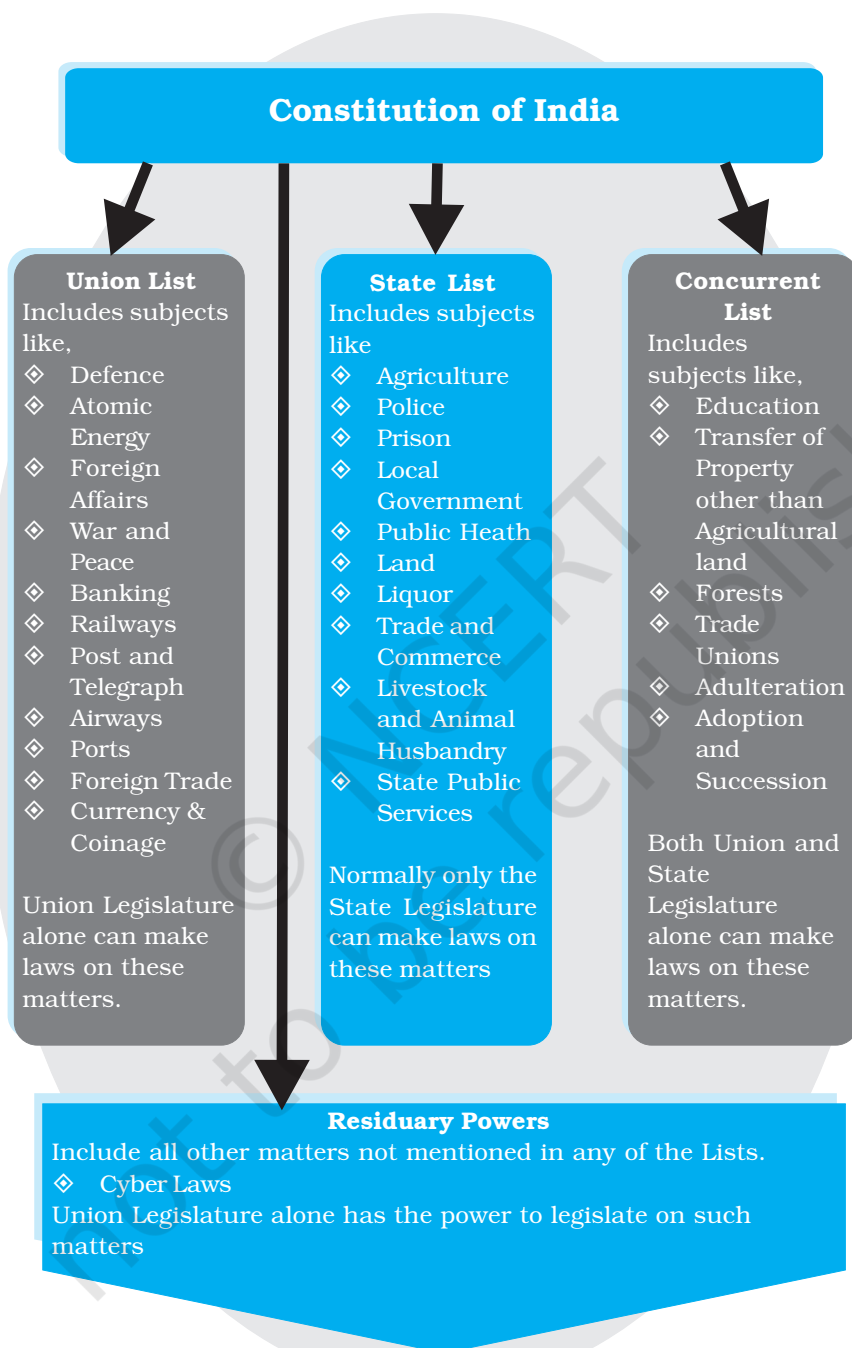 Constitution of India
Union List
Includes subjects
like,
Defence
Atomic
Energy
Foreign
Affairs
War and
Peace
Banking
Railways
Post and
Telegraph
Airways
Ports
Foreign Trade
Currency &
Coinage
Union Legislature
alone can make
laws on these
matters.
State List
Includes subjects
like
Agriculture
Police
Prison
Local
Government
Public Heath
Land
Liquor
Trade and
Commerce
Livestock
and Animal
Husbandry
State Public
Services
Normally only the
State Legislature
can make laws on
these matters
Concurrent
List
Includes
subjects like,
Education
Transfer of
Property
other than
Agricultural
land
Forests
Trade
Unions
Adulteration
Adoption
and
Succession
Both Union and
State
Legislature
alone can make
laws on these
matters.
Residuary Powers
Include all other matters not mentioned in any of the Lists.
Cyber Laws
Union Legislature alone has the power to legislate on such
matters
© NCERT
not to be republish